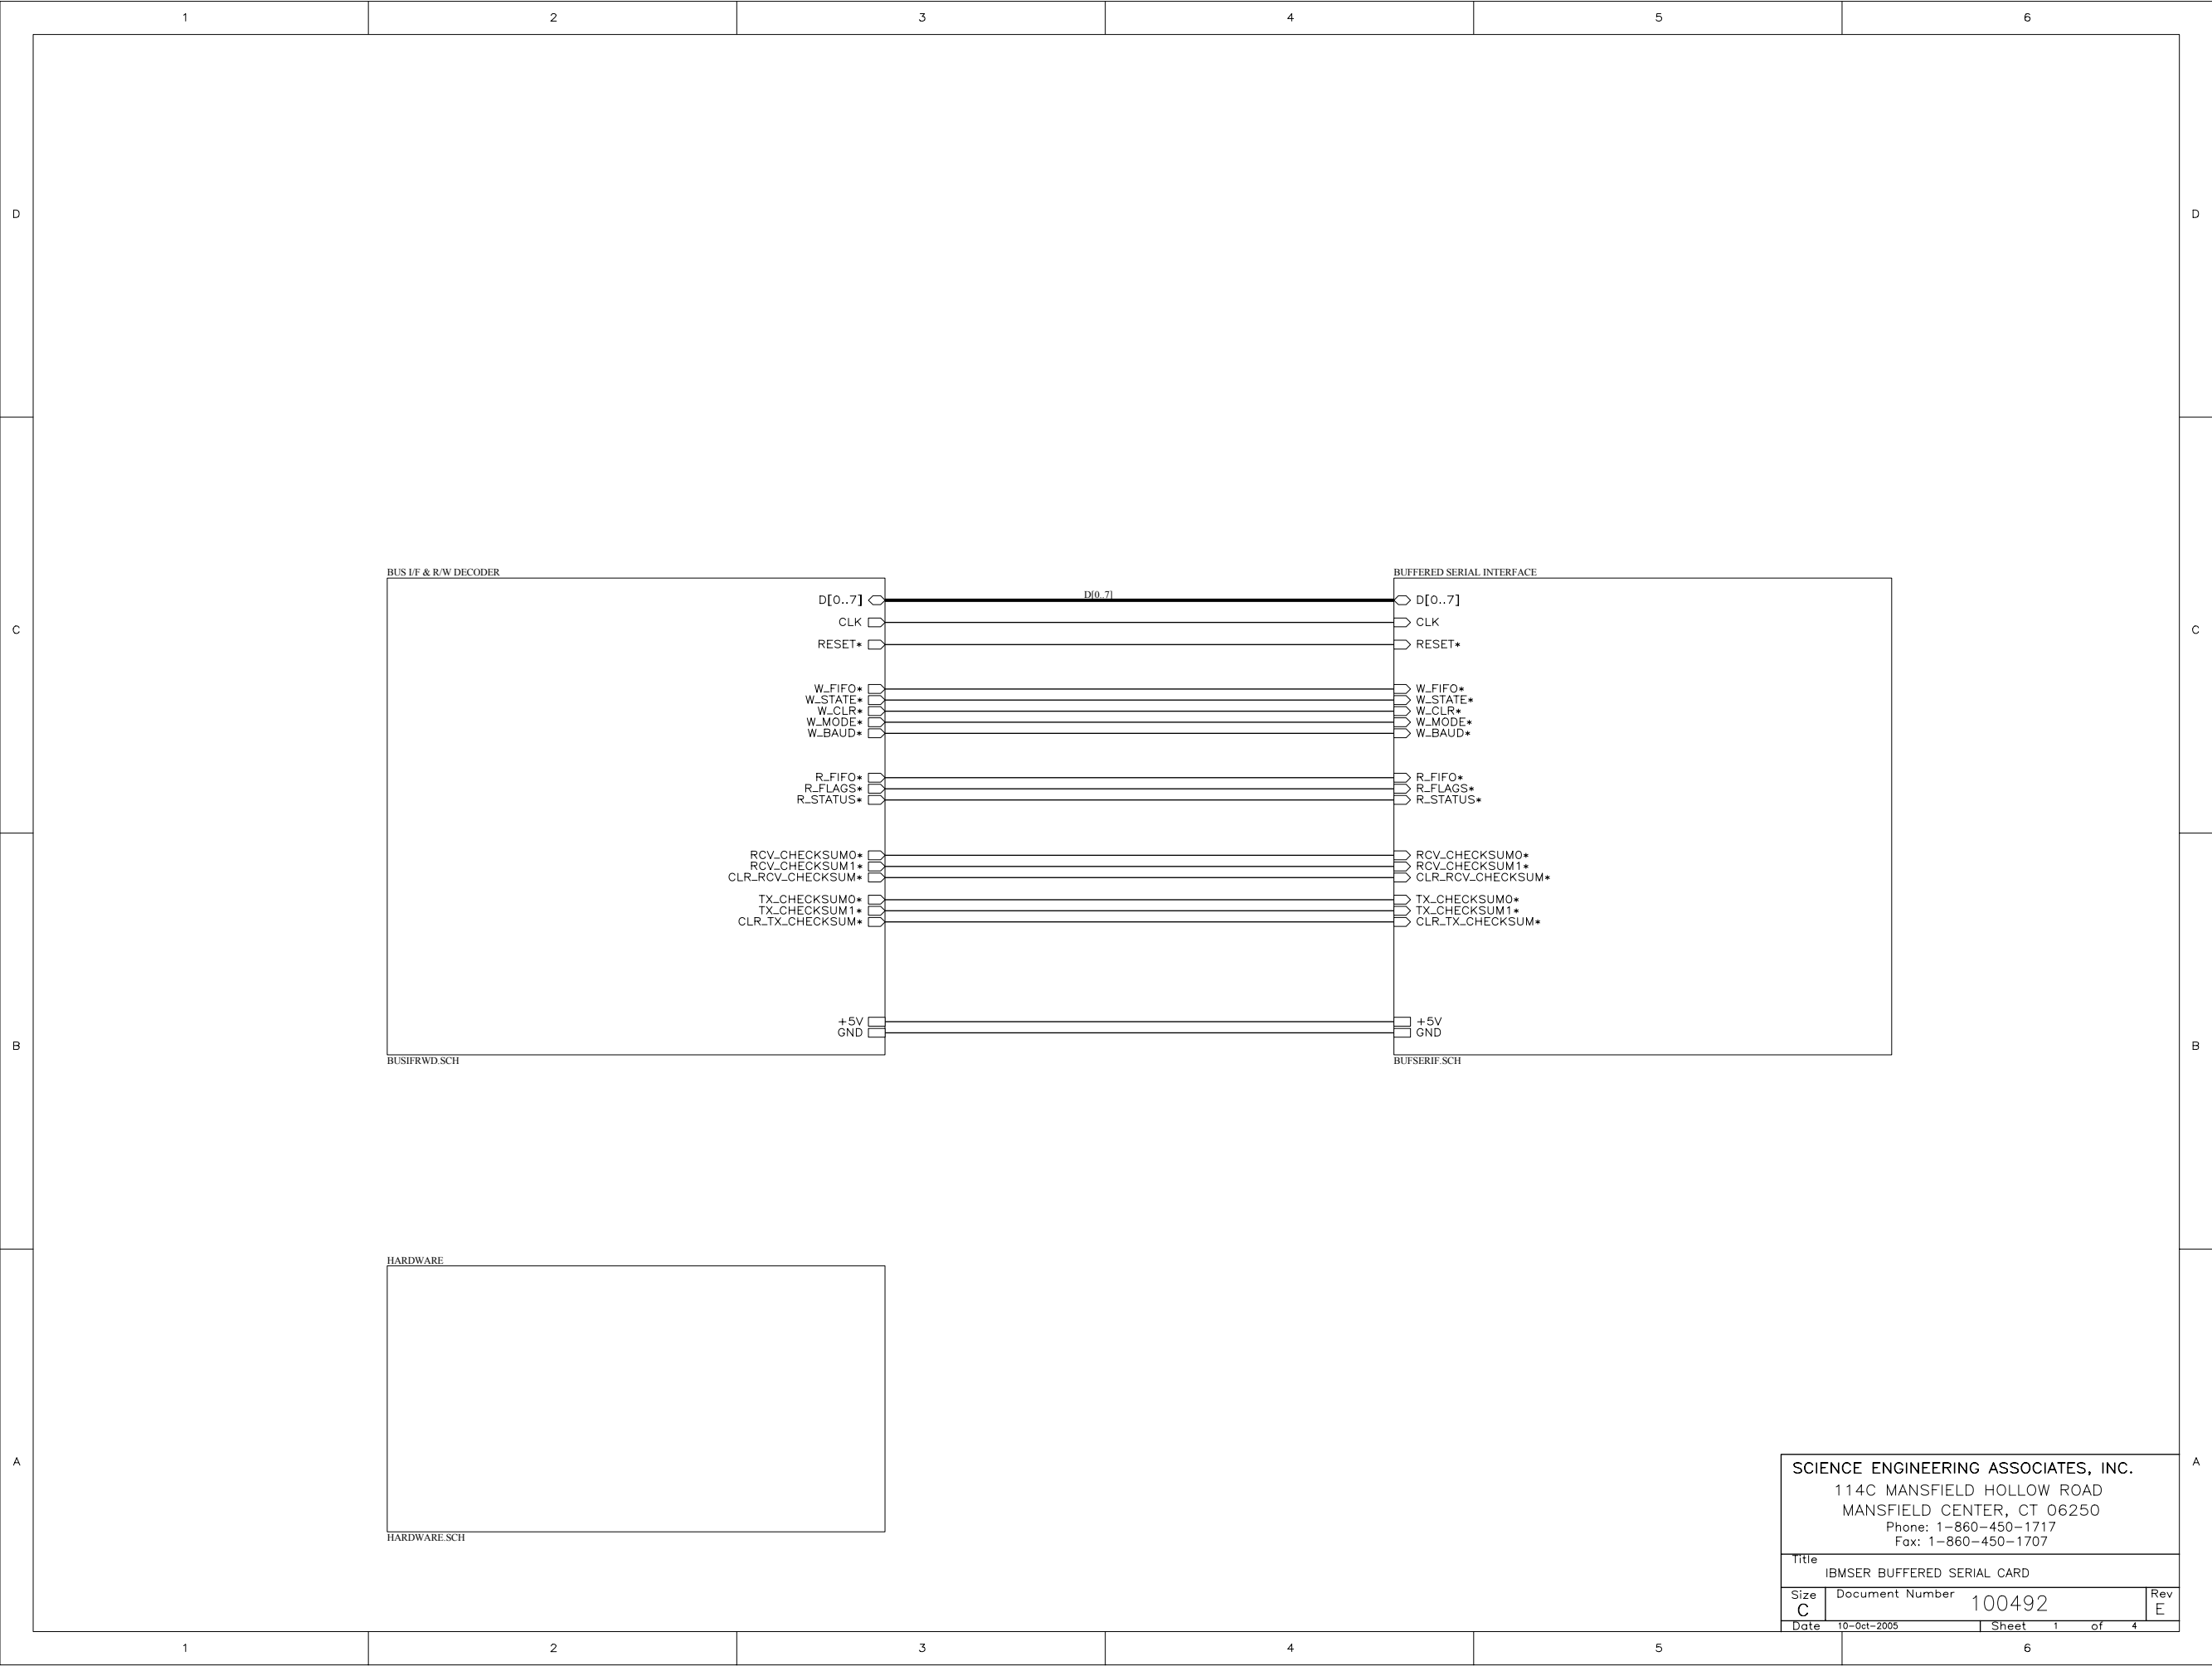 1 2 3 4 5 6
D D
BUS I/F & R/W DECODER
BUFFERED SERIAL INTERFACE
D[0..7] D[0..7] D[0..7]
CLK CLK
C C
RESET* RESET*
W_FIFO* W_FIFO*
W_STATE* W_STATE*
W_CLR* W_CLR*
W_MODE* W_MODE*
W_BAUD* W_BAUD*
R_FIFO* R_FIFO*
R_FLAGS* R_FLAGS*
R_STATUS* R_STATUS*
RCV_CHECKSUM0* RCV_CHECKSUM0*
RCV_CHECKSUM1* RCV_CHECKSUM1*
CLR_RCV_CHECKSUM* CLR_RCV_CHECKSUM*
TX_CHECKSUM0* TX_CHECKSUM0*
TX_CHECKSUM1* TX_CHECKSUM1*
CLR_TX_CHECKSUM* CLR_TX_CHECKSUM*
+5V +5V
GND GND
B B
BUSIFRWD.SCH
BUFSERIF.SCH
HARDWARE
HARDWARE.SCH
A A
SCIENCE ENGINEERING ASSOCIATES, INC.
114C MANSFIELD HOLLOW ROAD
MANSFIELD CENTER, CT 06250
Phone: 1-860-450-1717
Fax: 1-860-450-1707
Title
IBMSER BUFFERED SERIAL CARD
Size Document Number Rev
C 100492 E
Date 10-Oct-2005 Sheet 1 of 4
1 2 3 4 5 6